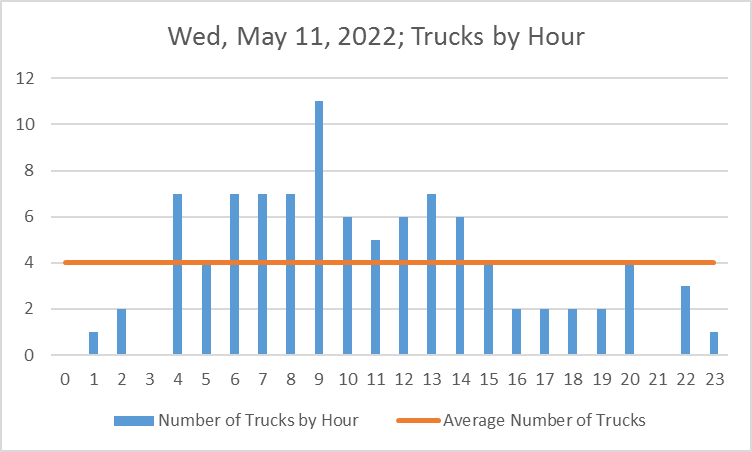 Wed, May 11, 2022; Trucks by Hour
12
10
8
6
4
2
0
0 1 2 3 4 5 6 7 8 9 10 11 12 13 14 15 16 17 18 19 20 21 22 23
Number of Trucks by Hour Average Number of Trucks